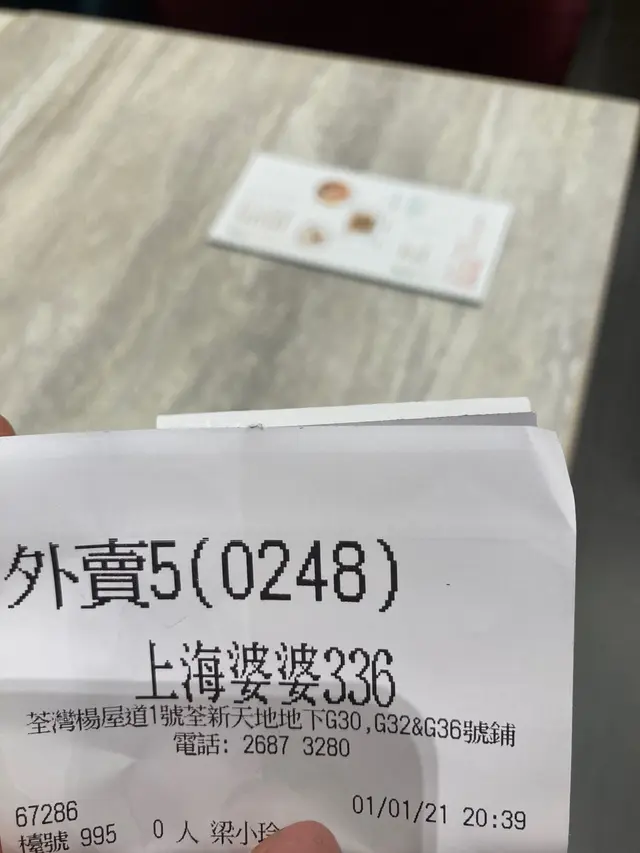 外賣5(0248)
上海婆婆336
荃灣楊屋道1號荃新天地地下G30,G32&G36號鋪
電話: 2687 3280
67286 01/01/21 20:39
檯號 995 0 人 梁小玲